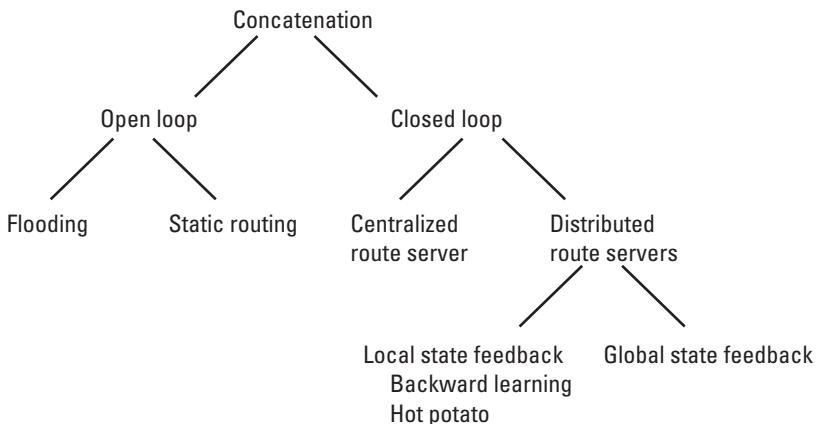 Concatenation
Open loop
Closed loop
Flooding
Static routing
Centralized
route server
Distributed
route servers
Local state feedback
Backward learning
Hot potato
Global state feedback